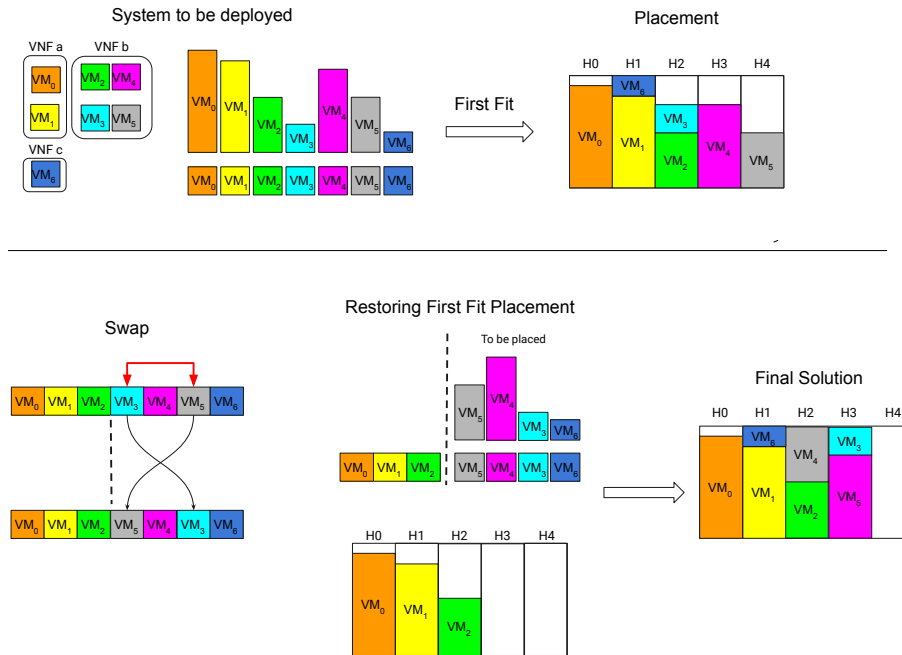 System to be deployed
Placement
VNF a
VNF b
VM0
VM2
VM4
VM1
VM3
VM5
VNF c
VM6
VM0
VM1
VM2
VM3
VM4
VM5
VM6
VM0
VM1
VM2
VM3
VM4
VM5
VM6
First Fit
H0
H1
H2
H3
H4
VM6
VM0
VM1
VM3
VM2
VM4
VM5
Swap
VM0
VM1
VM2
VM3
VM4
VM5
VM6
VM0
VM1
VM2
VM5
VM4
VM3
VM6
Restoring First Fit Placement
To be placed
VM5
VM4
VM3
VM6
VM0
VM1
VM2
VM5
VM4
VM3
VM6
H0
H1
H2
H3
H4
VM0
VM1
VM2
Final Solution
H0
H1
H2
H3
H4
VM6
VM0
VM1
VM4
VM2
VM3
VM5